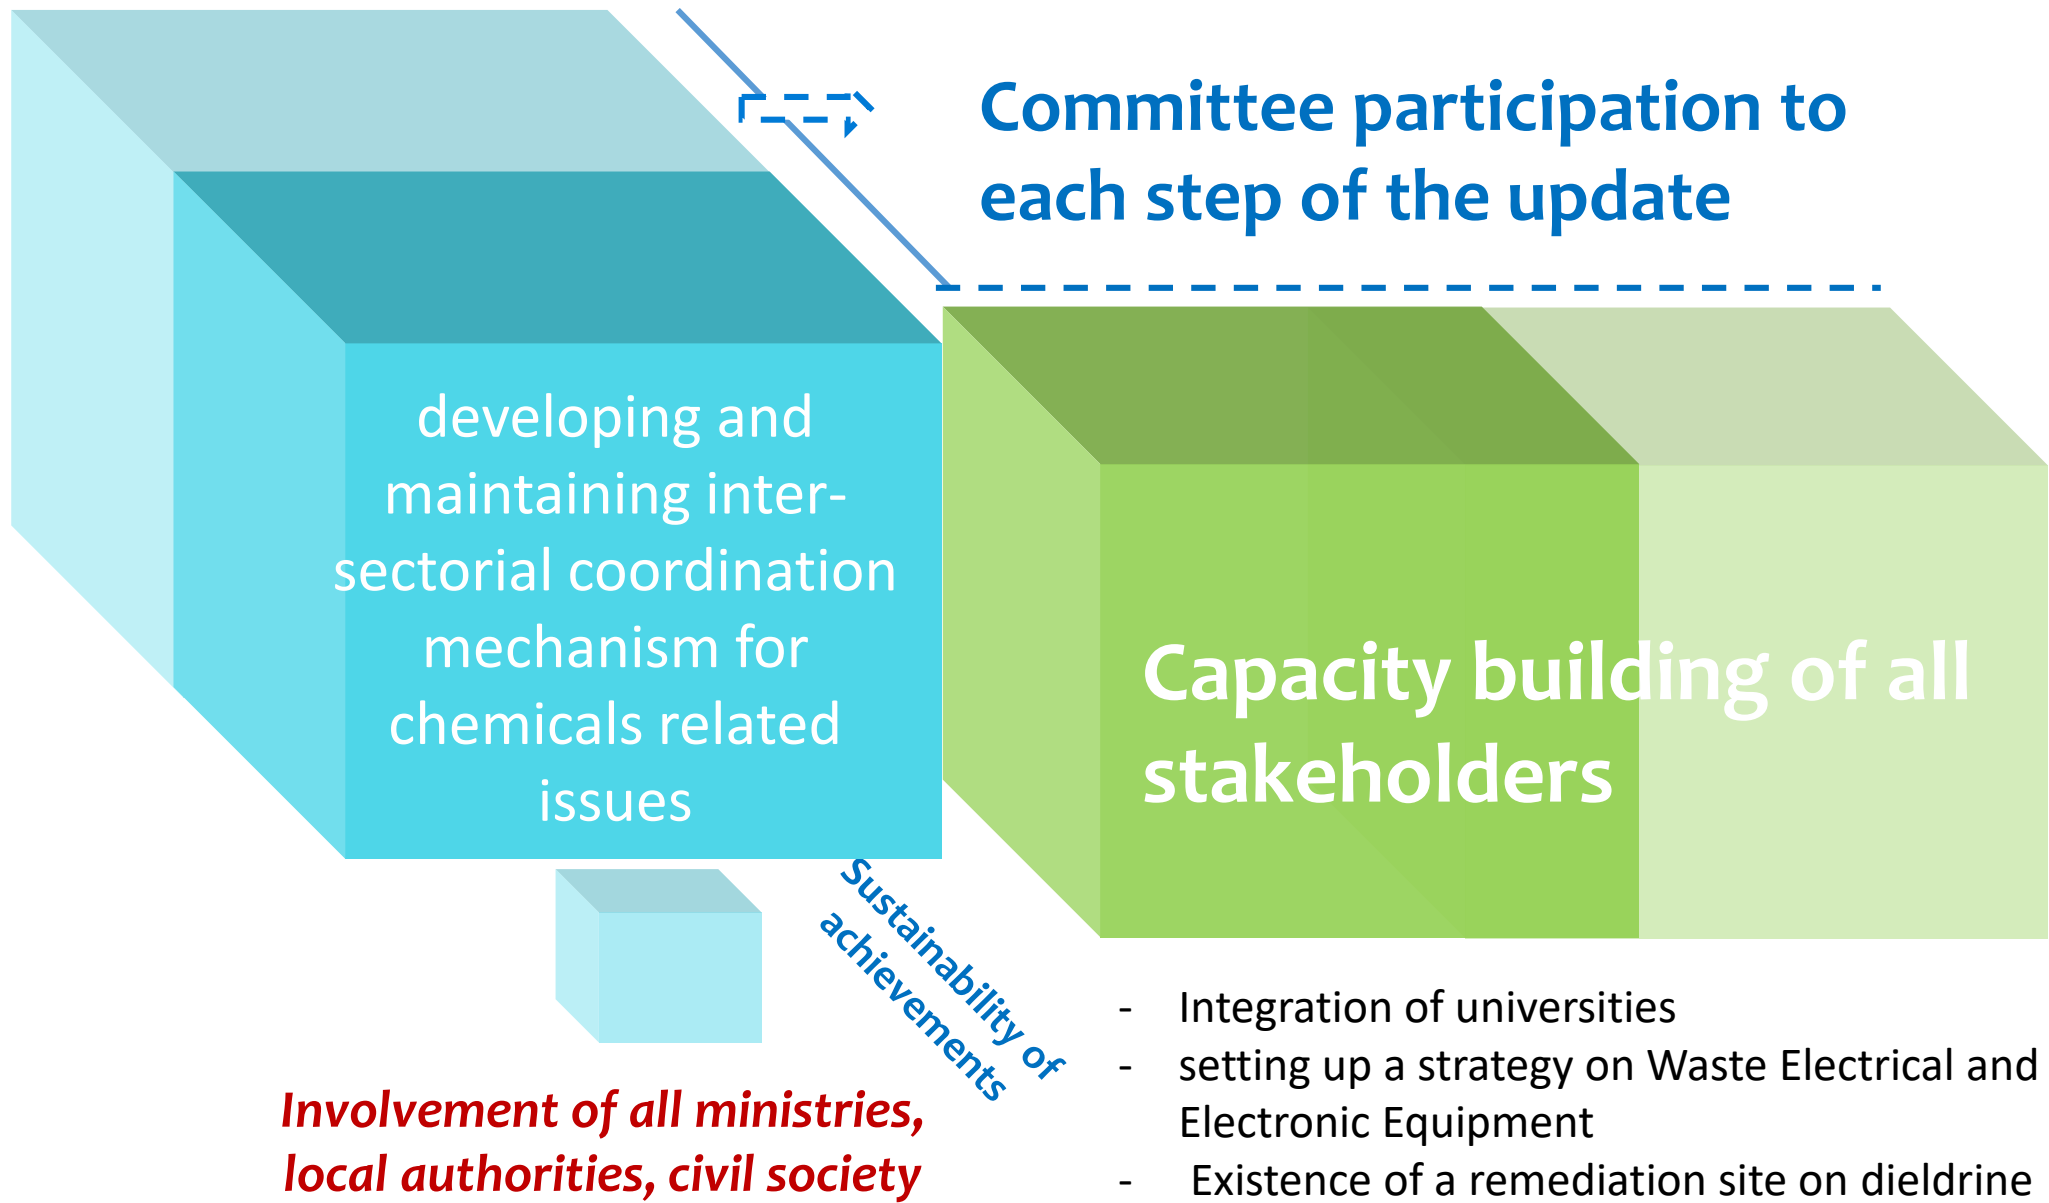 Committee participation to
each step of the update
developing and
maintaining inter-
sectorial coordination
mechanism for
chemicals related
issues
Capacity building of all
stakeholders
Sustainability of
achievements
Involvement of all ministries,
local authorities, civil society
- Integration of universities
- setting up a strategy on Waste Electrical and
Electronic Equipment
- Existence of a remediation site on dieldrine